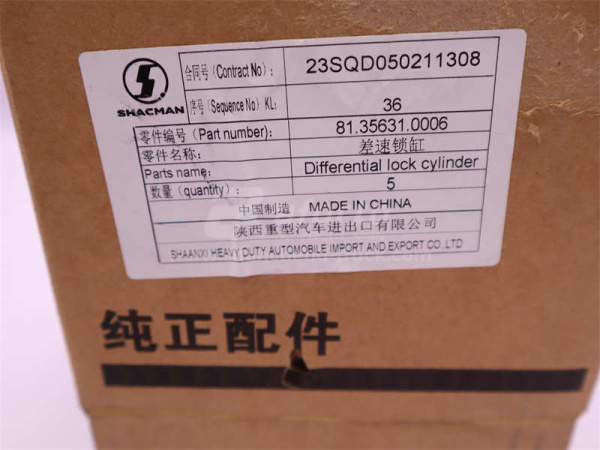 SHACMAN
合同号(Contract No): 23SQD050211308
序号(Sequence No) KL: 36
零件编号(Part number): 81.35631.0006
零件名称: 差速锁缸
Parts name: Differential lock cylinder
数量(quantity): 5
中国制造 MADE IN CHINA
陕西重型汽车进出口有限公司
SHAANXI HEAVY DUTY AUTOMOBILE IMPORT AND EXPORT CO.,LTD
纯正配件